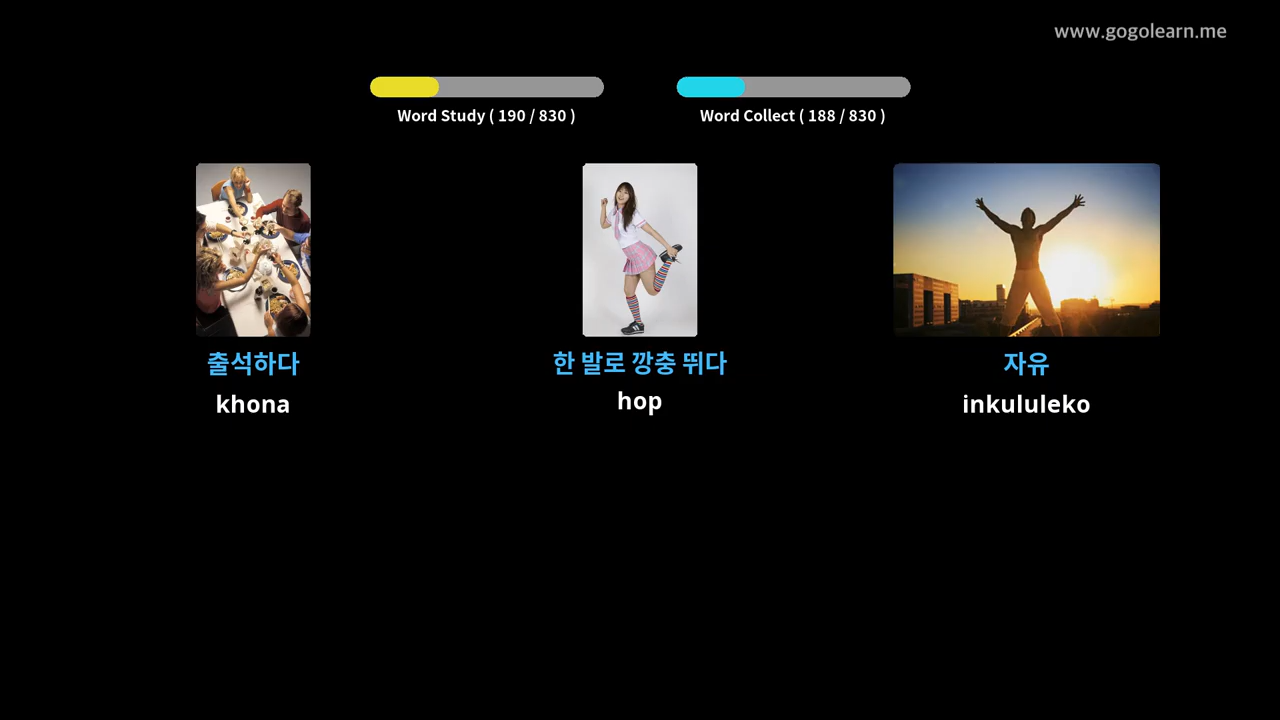 www.gogolearn.me
Word Study ( 190 / 830 )
Word Collect ( 188 / 830 )
출석하다
한 발로 깡충 뛰다
자유
khona
hop
inkululeko